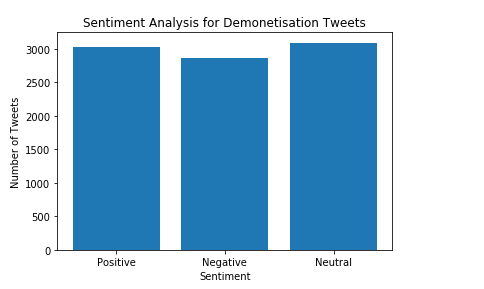 Sentiment Analysis for Demonetisation Tweets
3000
2500
2000
1500
1000
500
0
Number of Tweets
Positive Negative Neutral
Sentiment